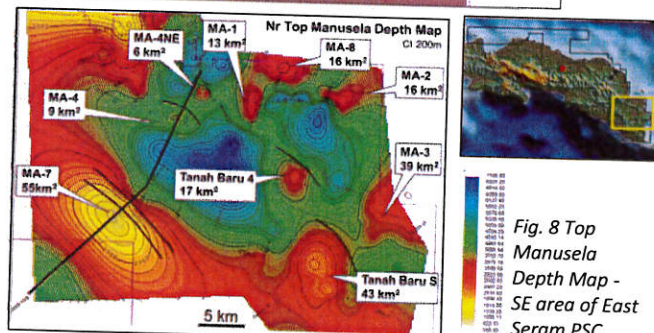 Nr Top Manusela Depth Map
CI 200m
MA-1
13 km²
MA-4NE
6 km²
MA-8
16 km²
MA-2
16 km²
MA-4
9 km²
MA-7
55km²
Tanah Baru 4
17 km²
MA-3
39 km²
Tanah Baru S
43 km²
5 km
Fig. 8 Top
Manusela
Depth Map -
SE area of East
Seram PSC